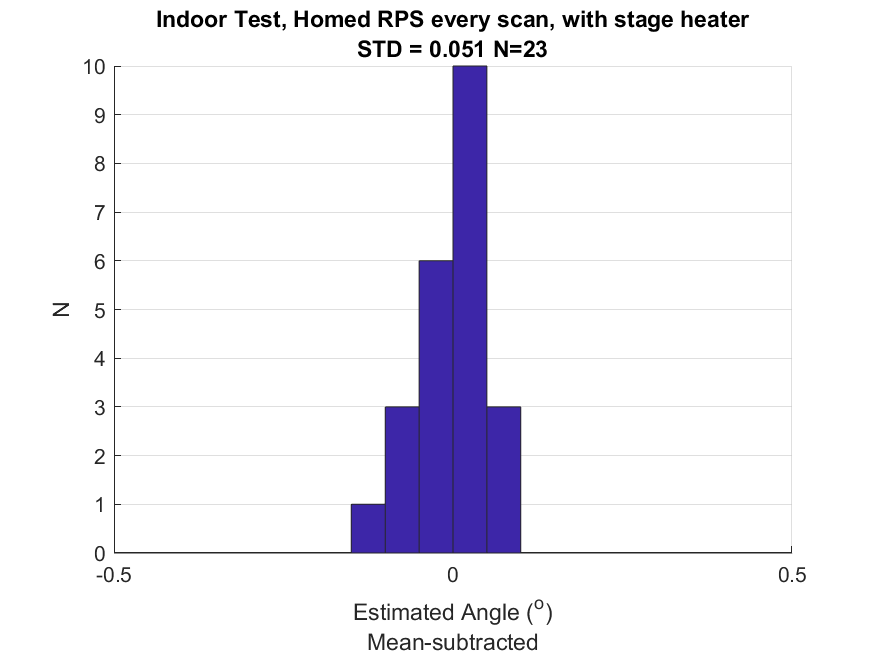 Indoor Test, Homed RPS every scan, with stage heater
STD = 0.051 N=23
10
9
8
7
6
5
4
3
2
1
0
N
-0.5 0 0.5
Estimated Angle (°)
Mean-subtracted